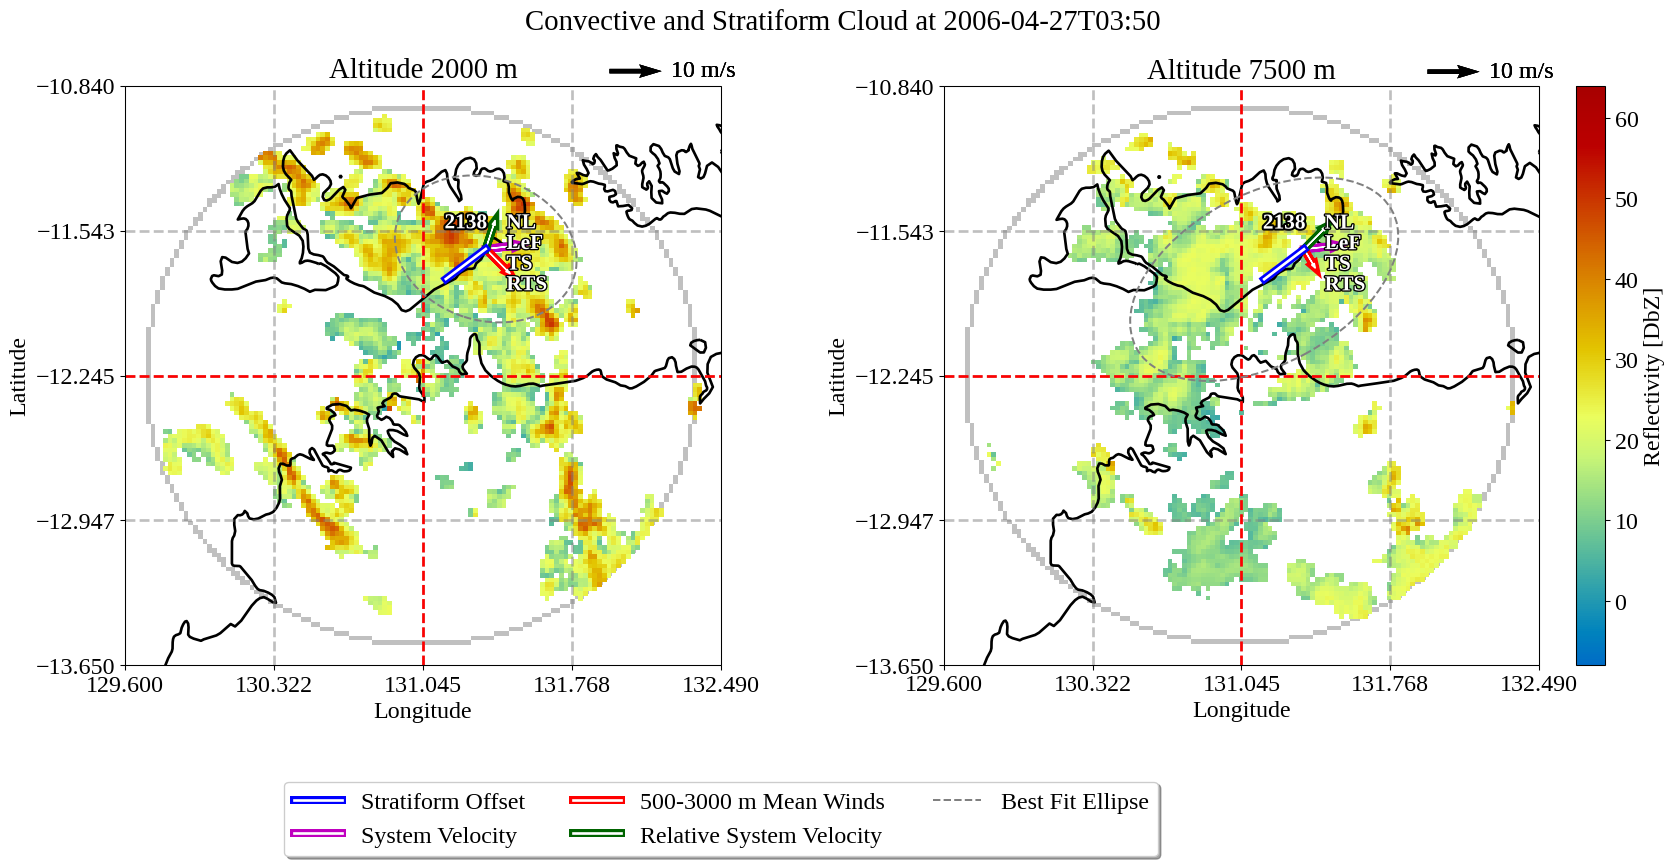 Convective and Stratiform Cloud at 2006-04-27T03:50
Altitude 2000 m
10 m/s
−10.840
−11.543
−12.245
−12.947
−13.650
Latitude
129.600
130.322
131.045
131.768
132.490
Longitude
2138
NL
LeF
TS
RTS
Altitude 7500 m
10 m/s
−10.840
−11.543
−12.245
−12.947
−13.650
Latitude
129.600
130.322
131.045
131.768
132.490
Longitude
2138
NL
LeF
TS
RTS
60
50
40
30
20
10
0
Reflectivity [DbZ]
Stratiform Offset
System Velocity
500-3000 m Mean Winds
Relative System Velocity
Best Fit Ellipse